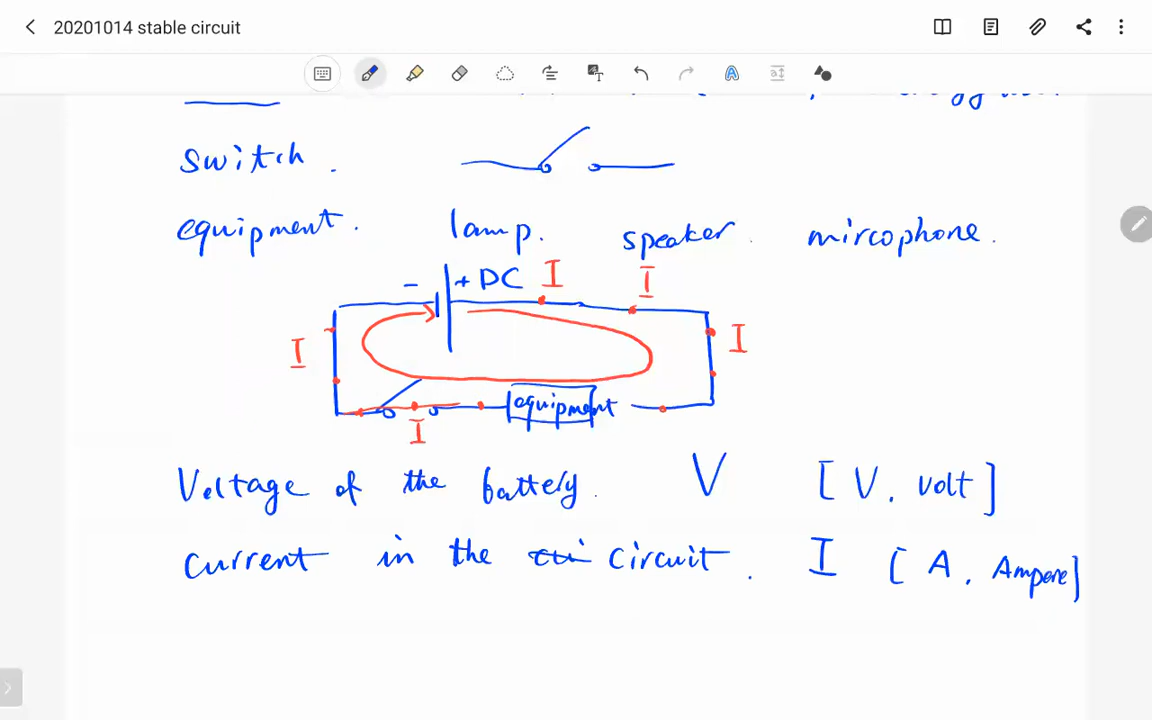 20201014 stable circuit
switch.
equipment. lamp. speaker. mircophone.
- + DC I I
I I
equipment
I
Voltage of the battery. V [V. volt]
current in the circuit. I [A. Ampere]